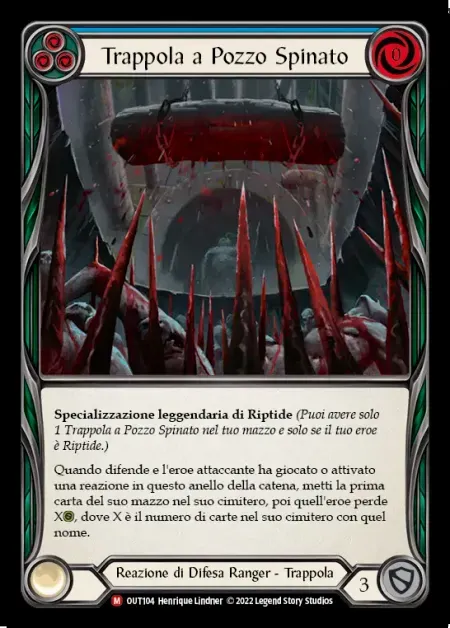 Trappola a Pozzo Spinato
0
Specializzazione leggendaria di Riptide (Puoi avere solo
1 Trappola a Pozzo Spinato nel tuo mazzo e solo se il tuo eroe
è Riptide.)
Quando difende e l'eroe attaccante ha giocato o attivato
una reazione in questo anello della catena, metti la prima
carta del suo mazzo nel suo cimitero, poi quell'eroe perde
X, dove X è il numero di carte nel suo cimitero con quel
nome.
Reazione di Difesa Ranger - Trappola
3
M OUT104 Henrique Lindner © 2022 Legend Story Studios